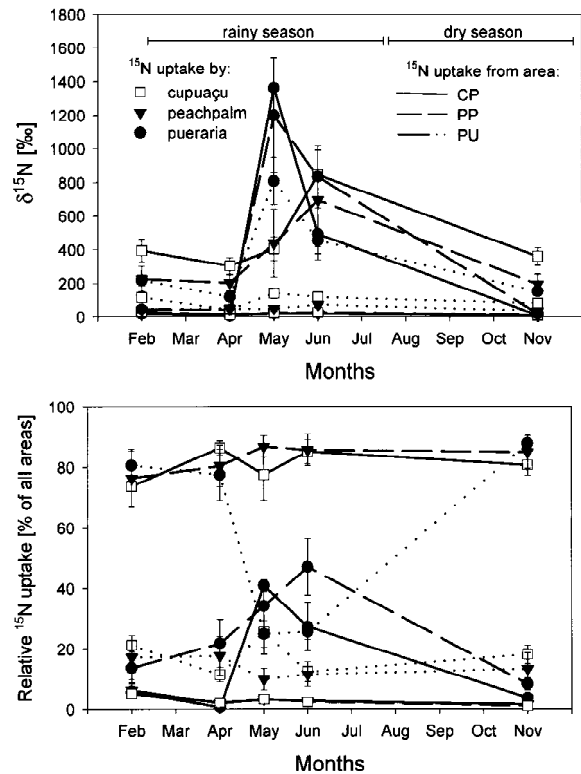 1800
1600
1400
1200
1000
800
600
400
200
0
δ¹⁵N [‰]
rainy season dry season
¹⁵N uptake by: ¹⁵N uptake from area:
cupuaçu CP
peachpalm PP
pueraria PU
Feb Mar Apr May Jun Jul Aug Sep Oct Nov
Months
100
80
60
40
20
0
Relative ¹⁵N uptake [% of all areas]
Feb Mar Apr May Jun Jul Aug Sep Oct Nov
Months